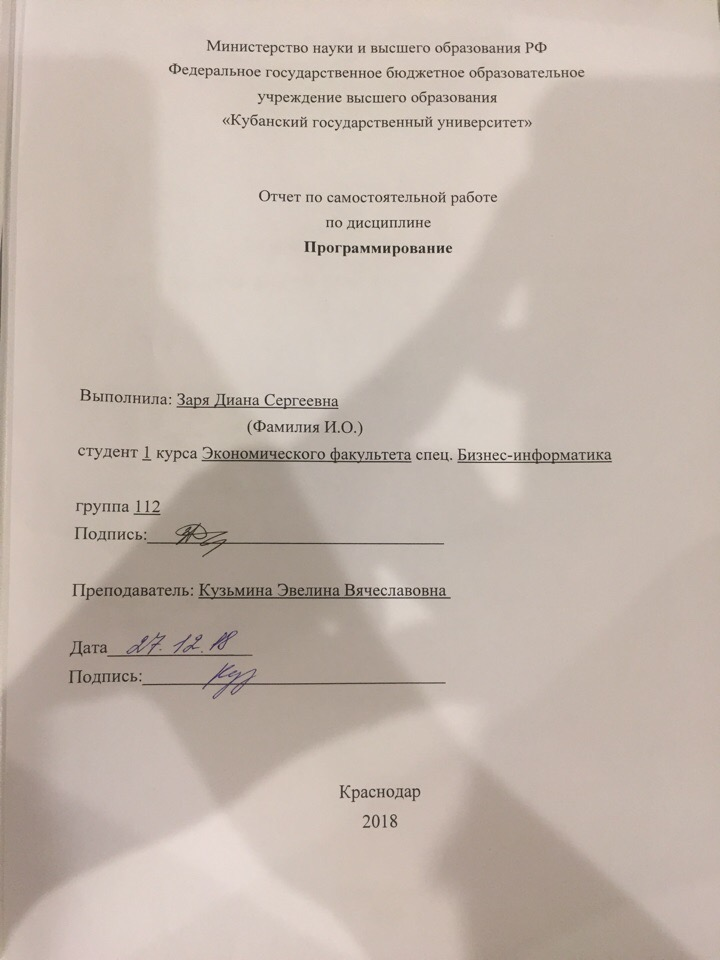 Министерство науки и высшего образования РФ
Федеральное государственное бюджетное образовательное
учреждение высшего образования
«Кубанский государственный университет»
Отчет по самостоятельной работе
по дисциплине
Программирование
Выполнила: Заря Диана Сергеевна
(Фамилия И.О.)
студент 1 курса Экономического факультета спец. Бизнес-информатика
группа 112
Подпись:
Преподаватель: Кузьмина Эвелина Вячеславовна
Дата 27.12.18
Подпись:
Краснодар
2018